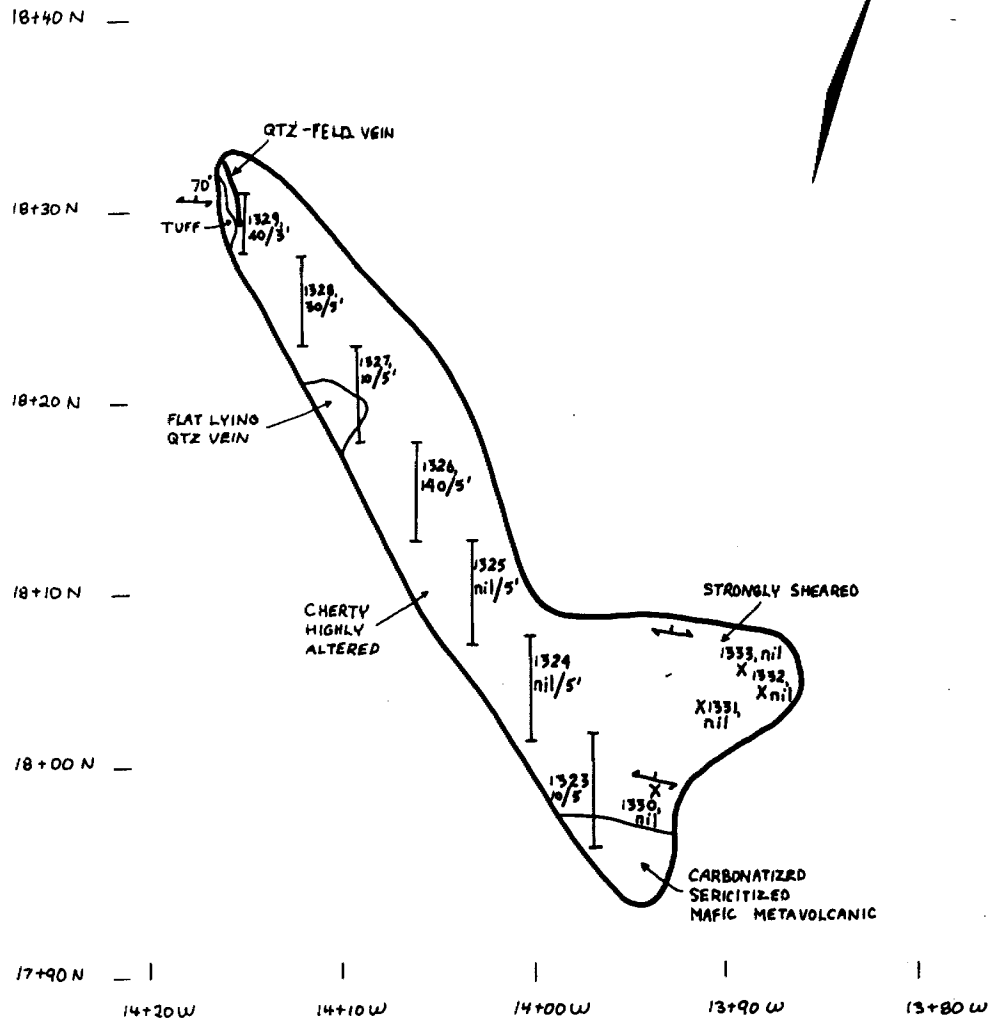 18+40 N
QTZ-FELD. VEIN
70°
18+30 N
TUFF
1329,
40/3'
1328,
30/5'
1327,
10/5'
18+20 N
FLAT LYING
QTZ VEIN
1326,
140/5'
1325
nil/5'
18+10 N
STRONGLY SHEARED
CHERTY
HIGHLY
ALTERED
1324
nil/5'
1333, nil
X
1332,
X nil
X 1331,
nil
18+00 N
1323
10/5
X
1330,
nil
CARBONATIZED
SERICITIZED
MAFIC METAVOLCANIC
17+90 N
14+20 W
14+10 W
14+00 W
13+90 W
13+80 W